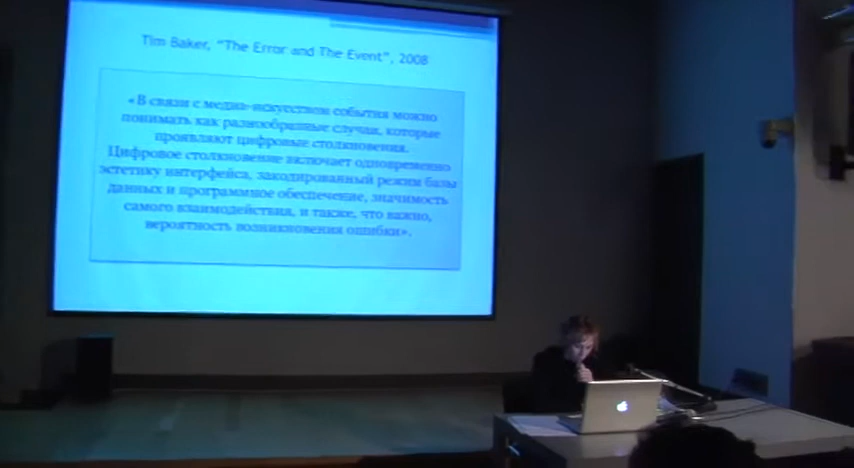 Tim Baker, "The Error and The Event", 2008
«В связи с медиа-искусством события можно
понимать как разнообразные случаи, которые
проявляют цифровые столкновения.
Цифровое столкновение включает одновременно
эстетику интерфейса, закодированный режим базы
данных и программное обеспечение, значимость
самого взаимодействия, и также, что важно,
вероятность возникновения ошибки».